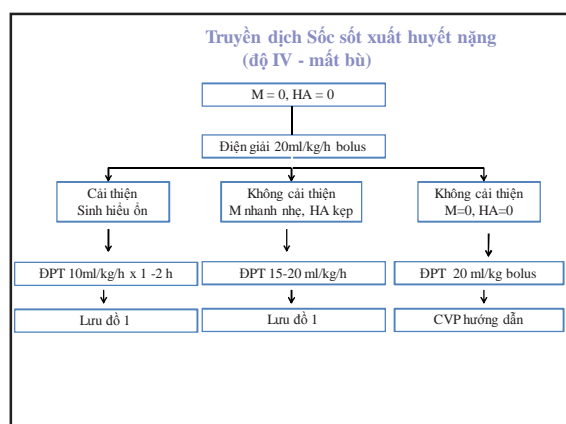 Truyền dịch Sốc sốt xuất huyết nặng
(độ IV - mất bù)
M = 0, HA = 0
Điện giải 20ml/kg/h bolus
Cải thiện
Sinh hiểu ổn
Không cải thiện
M nhanh nhẹ, HA kẹp
Không cải thiện
M=0, HA=0
ĐPT 10ml/kg/h x 1 -2 h
ĐPT 15-20 ml/kg/h
ĐPT 20 ml/kg bolus
Lưu đồ 1
Lưu đồ 1
CVP hướng dẫn